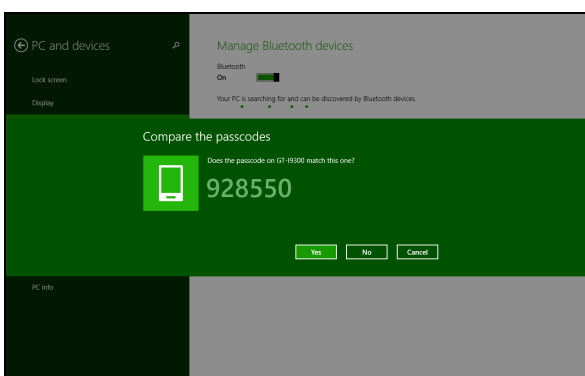 PC and devices
Manage Bluetooth devices
Bluetooth
On
Lock screen
Your PC is searching for and can be discovered by Bluetooth devices.
Display
Compare the passcodes
Does the passcode on GT-I9300 match this one?
928550
Yes No Cancel
PC info